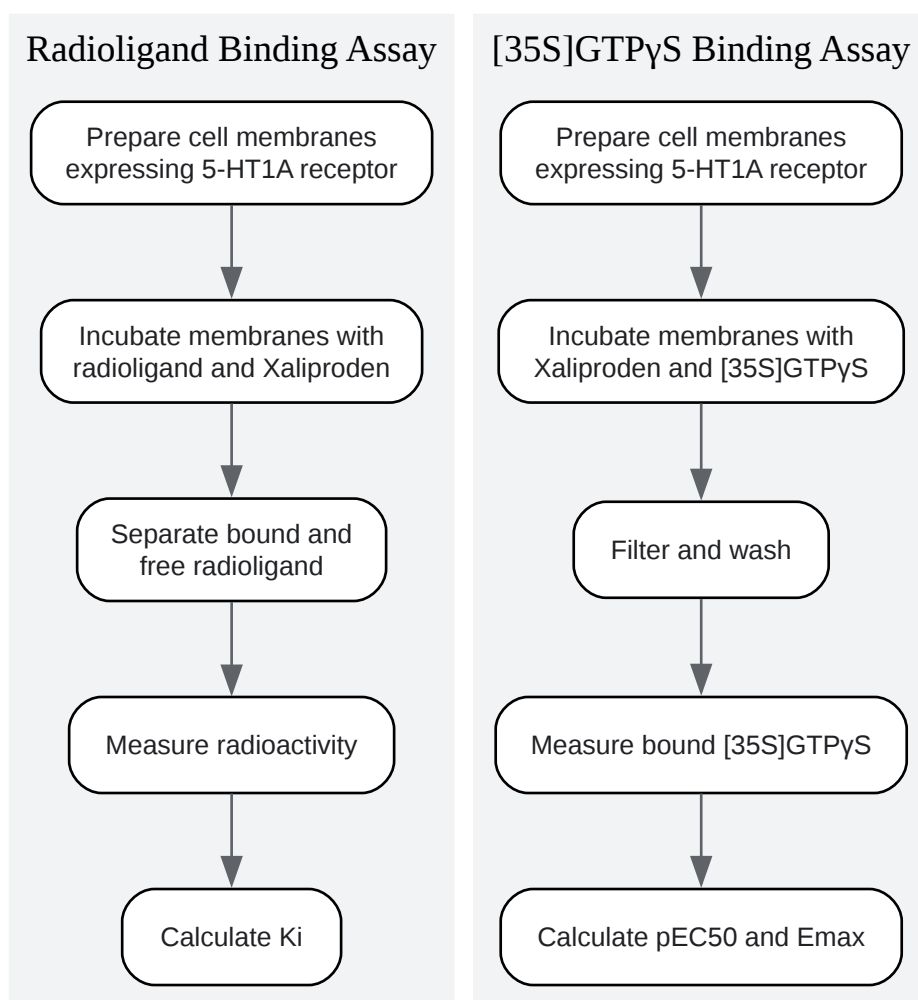 Radioligand Binding Assay
Prepare cell membranes
expressing 5-HT1A receptor
Incubate membranes with
radioligand and Xaliproden
Separate bound and
free radioligand
Measure radioactivity
Calculate Ki
[35S]GTPγS Binding Assay
Prepare cell membranes
expressing 5-HT1A receptor
Incubate membranes with
Xaliproden and [35S]GTPγS
Filter and wash
Measure bound [35S]GTPγS
Calculate pEC50 and Emax